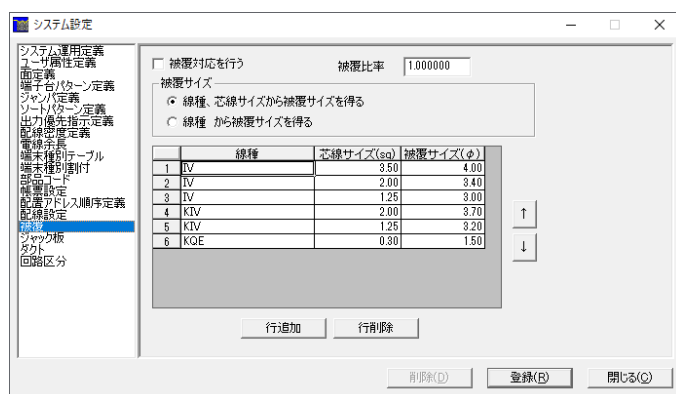 システム設定
システム運用定義
ユーザ属性定義
面定義
端子台パターン定義
ジャンパ定義
ソートパターン定義
出力優先指示定義
配線密度定義
電線余長
端末種別テーブル
端末種別割付
部品コード
帳票設定
配置アドレス順序定義
配線設定
被覆
ジャック板
ダクト
回路区分
被覆対応を行う 被覆比率 1.000000
被覆サイズ
線種、芯線サイズから被覆サイズを得る
線種 から被覆サイズを得る
線種 芯線サイズ(sq) 被覆サイズ(φ)
1 IV 3.50 4.00
2 IV 2.00 3.40
3 IV 1.25 3.00
4 KIV 2.00 3.70
5 KIV 1.25 3.20
6 KQE 0.30 1.50
↑
↓
行追加 行削除
削除(D) 登録(R) 閉じる(C)